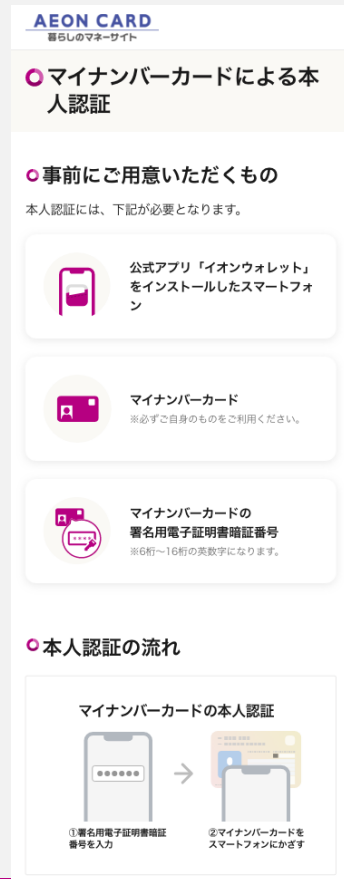 AEON CARD
暮らしのマネーサイト
マイナンバーカードによる本
人認証
事前にご用意いただくもの
本人認証には、下記が必要となります。
公式アプリ「イオンウォレット」
をインストールしたスマートフォ
ン
マイナンバーカード
※必ずご自身のものをご利用ください。
マイナンバーカードの
署名用電子証明書暗証番号
※6桁～16桁の英数字になります。
本人認証の流れ
マイナンバーカードの本人認証
①署名用電子証明書暗証
番号を入力
②マイナンバーカードを
スマートフォンにかざす